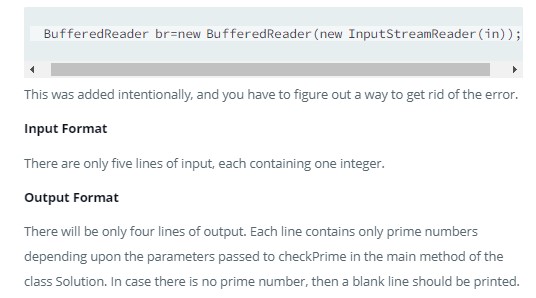 BufferedReader br=new BufferedReader(new InputStreamReader(in));
This was added intentionally, and you have to figure out a way to get rid of the error.
Input Format
There are only five lines of input, each containing one integer.
Output Format
There will be only four lines of output. Each line contains only prime numbers
depending upon the parameters passed to checkPrime in the main method of the
class Solution. In case there is no prime number, then a blank line should be printed.